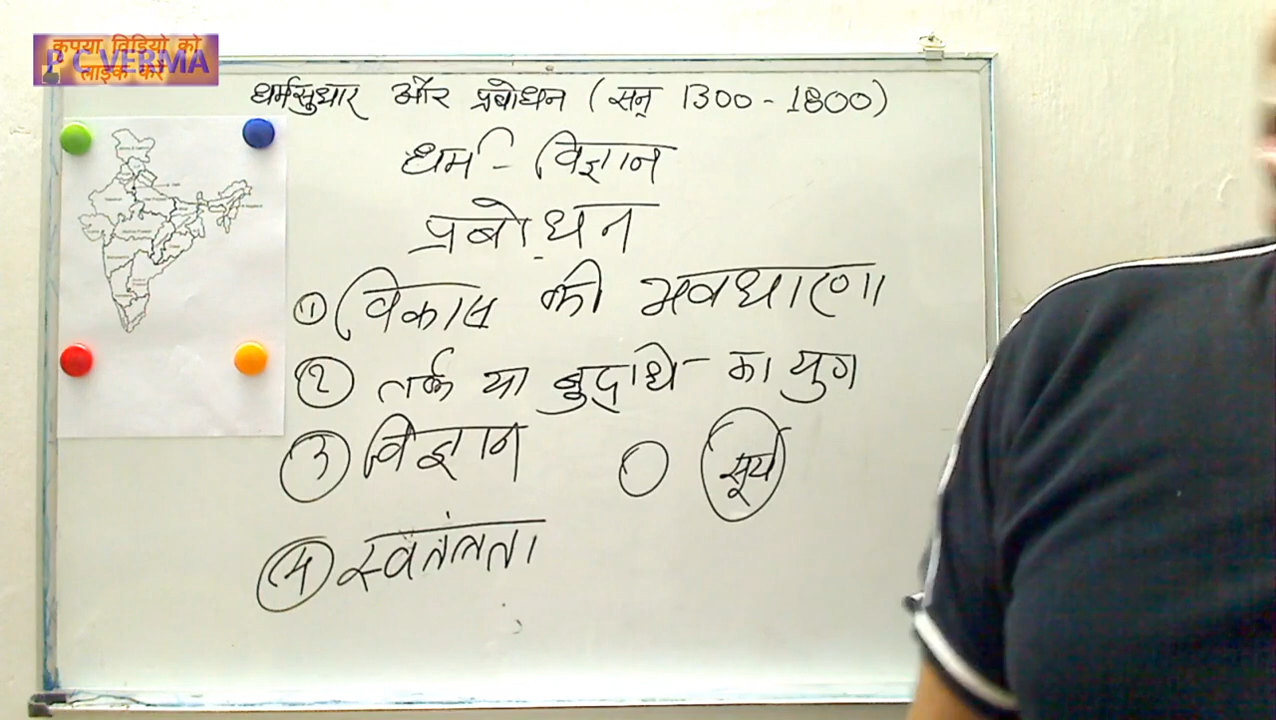 कृपया विडियो को
लाइक करें
P C VERMA
धर्मसुधार और प्रबोधन (सन् 1300 - 1800)
धर्म - विज्ञान
प्रबोधन
① विकास की अवधारणा
② तर्क या बुद्धि का युग
③ विज्ञान
सूर्य
④ स्वतंत्रता